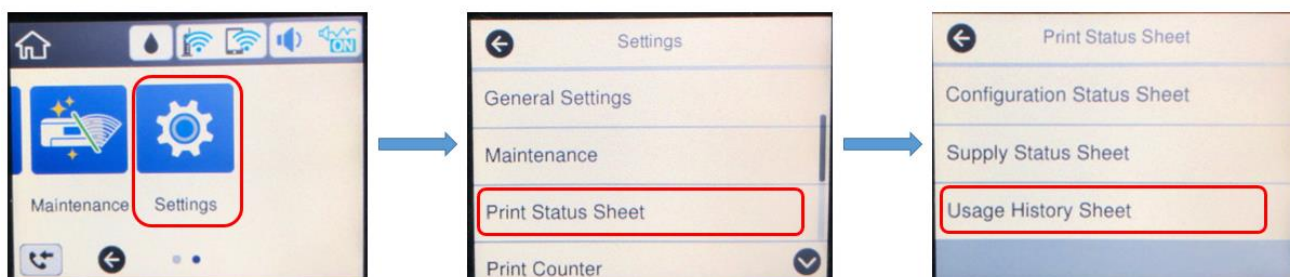 ON
Maintenance
Settings
Settings
General Settings
Maintenance
Print Status Sheet
Print Counter
Print Status Sheet
Configuration Status Sheet
Supply Status Sheet
Usage History Sheet